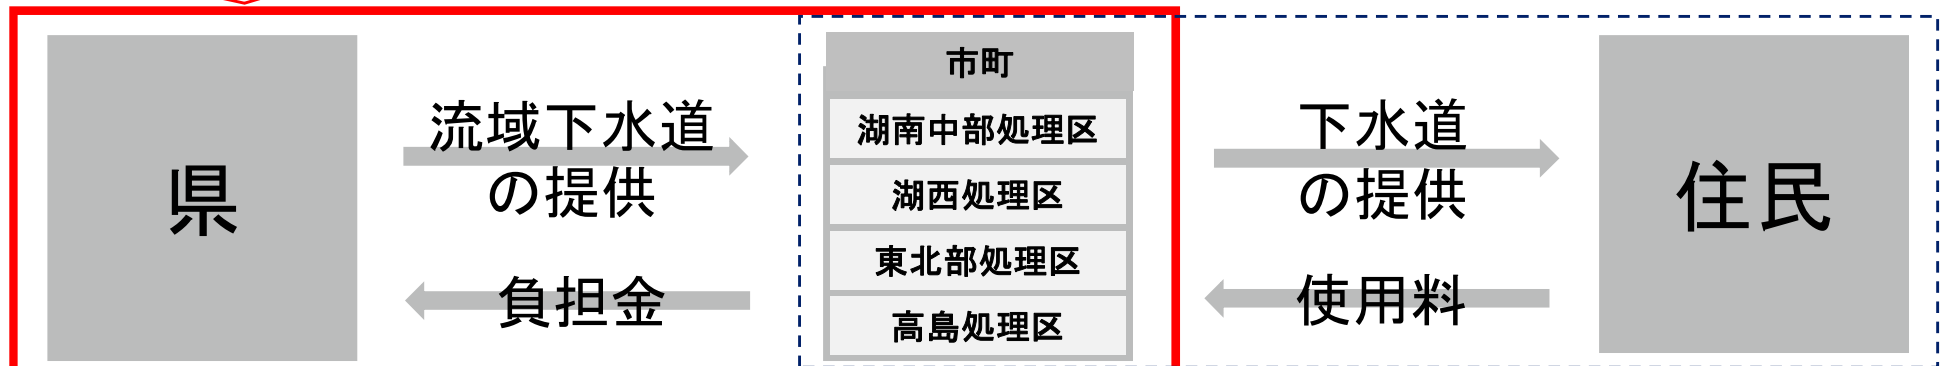 県
流域下水道
の提供
負担金
市町
湖南中部処理区
湖西処理区
東北部処理区
高島処理区
下水道
の提供
使用料
住民